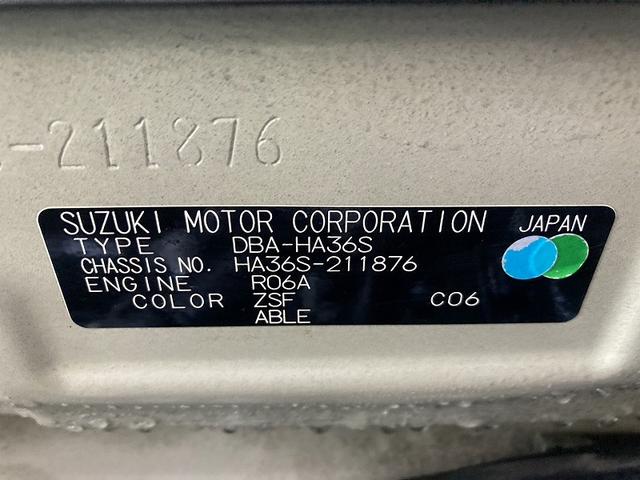 -211876
SUZUKI MOTOR CORPORATION JAPAN
TYPE DBA-HA36S
CHASSIS NO. HA36S-211876
ENGINE R06A
COLOR ZSF C06
ABLE